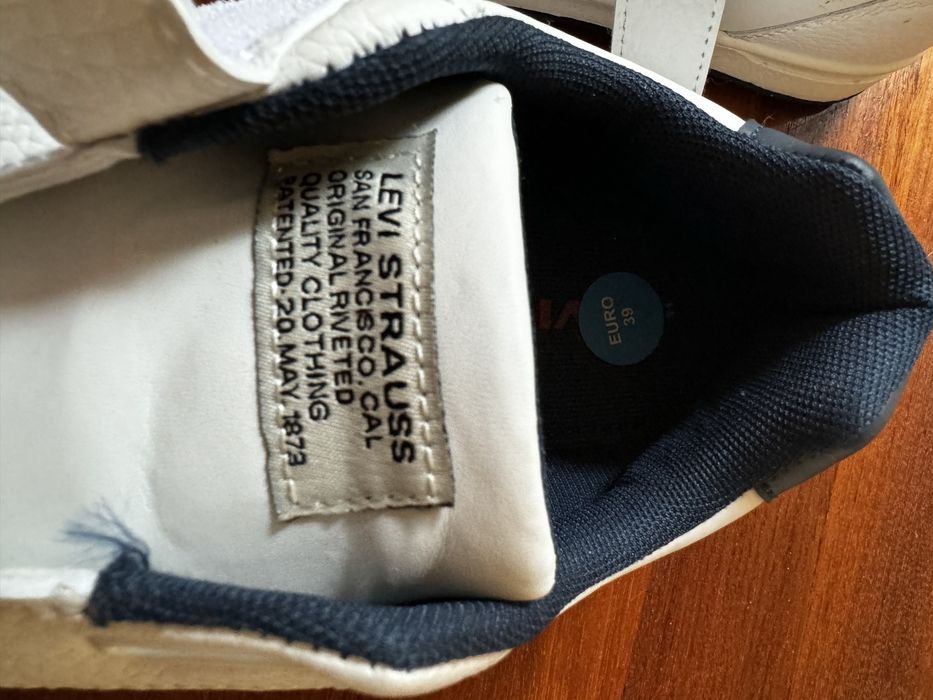 LEVI STRAUSS
SAN FRANCISCO, CAL
ORIGINAL RIVETED
QUALITY CLOTHING
PATENTED-20.MAY. 1873
EURO
39